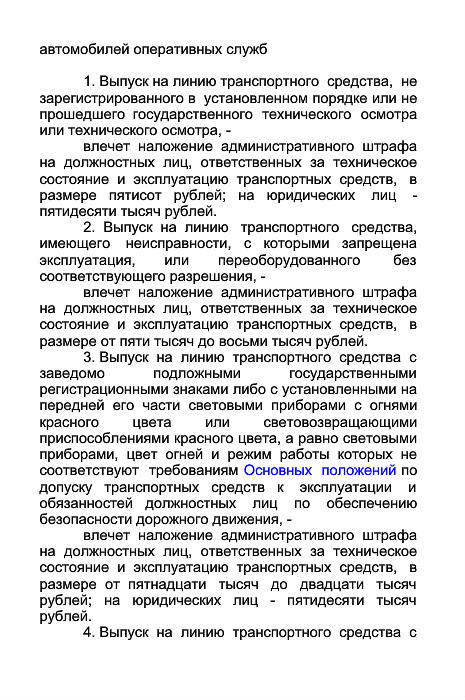 автомобилей оперативных служб
1. Выпуск на линию транспортного средства, не
зарегистрированного в установленном порядке или не
прошедшего государственного технического осмотра
или технического осмотра, -
влечет наложение административного штрафа
на должностных лиц, ответственных за техническое
состояние и эксплуатацию транспортных средств, в
размере пятисот рублей; на юридических лиц -
пятидесяти тысяч рублей.
2. Выпуск на линию транспортного средства,
имеющего неисправности, с которыми запрещена
эксплуатация, или переоборудованного без
соответствующего разрешения, -
влечет наложение административного штрафа
на должностных лиц, ответственных за техническое
состояние и эксплуатацию транспортных средств, в
размере от пяти тысяч до восьми тысяч рублей.
3. Выпуск на линию транспортного средства с
заведомо подложными государственными
регистрационными знаками либо с установленными на
передней его части световыми приборами с огнями
красного цвета или световозвращающими
приспособлениями красного цвета, а равно световыми
приборами, цвет огней и режим работы которых не
соответствуют требованиям Основных положений по
допуску транспортных средств к эксплуатации и
обязанностей должностных лиц по обеспечению
безопасности дорожного движения, -
влечет наложение административного штрафа
на должностных лиц, ответственных за техническое
состояние и эксплуатацию транспортных средств, в
размере от пятнадцати тысяч до двадцати тысяч
рублей; на юридических лиц - пятидесяти тысяч
рублей.
4. Выпуск на линию транспортного средства с